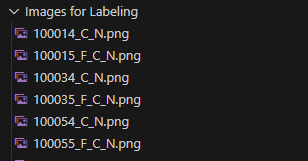 Images for Labeling
100014_C_N.png
100015_F_C_N.png
100034_C_N.png
100035_F_C_N.png
100054_C_N.png
100055_F_C_N.png